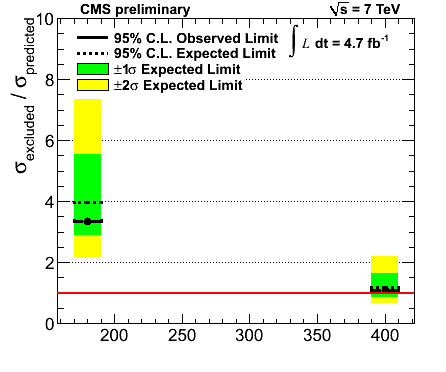 CMS preliminary √s = 7 TeV
95% C.L. Observed Limit
95% C.L. Expected Limit
±1σ Expected Limit
±2σ Expected Limit
∫ L dt = 4.7 fb⁻¹
σexcluded / σpredicted
10
8
6
4
2
0
200 250 300 350 400